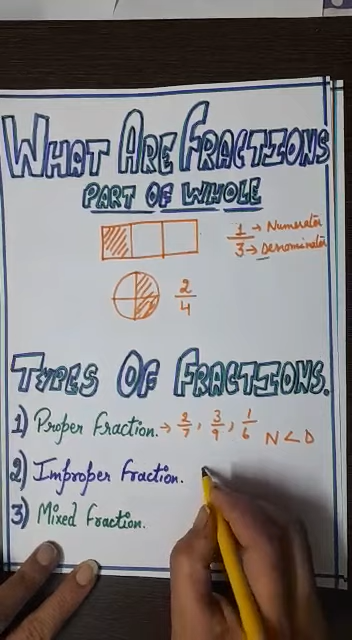 WHAT ARE FRACTIONS
PART OF WHOLE
1 → Numerator
3 → Denominator
2
4
TYPES OF FRACTIONS.
1) Proper Fraction. → 2/7, 3/9, 1/6 N < D
2) Improper Fraction.
3) Mixed Fraction.